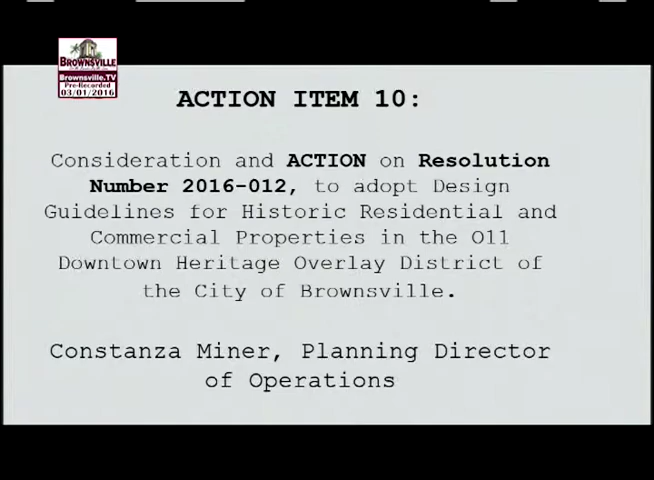 BROWNSVILLE
Brownsville.TV
Pre-Recorded
03/01/2016
ACTION ITEM 10:
Consideration and ACTION on Resolution
Number 2016-012, to adopt Design
Guidelines for Historic Residential and
Commercial Properties in the O11
Downtown Heritage Overlay District of
the City of Brownsville.
Constanza Miner, Planning Director
of Operations